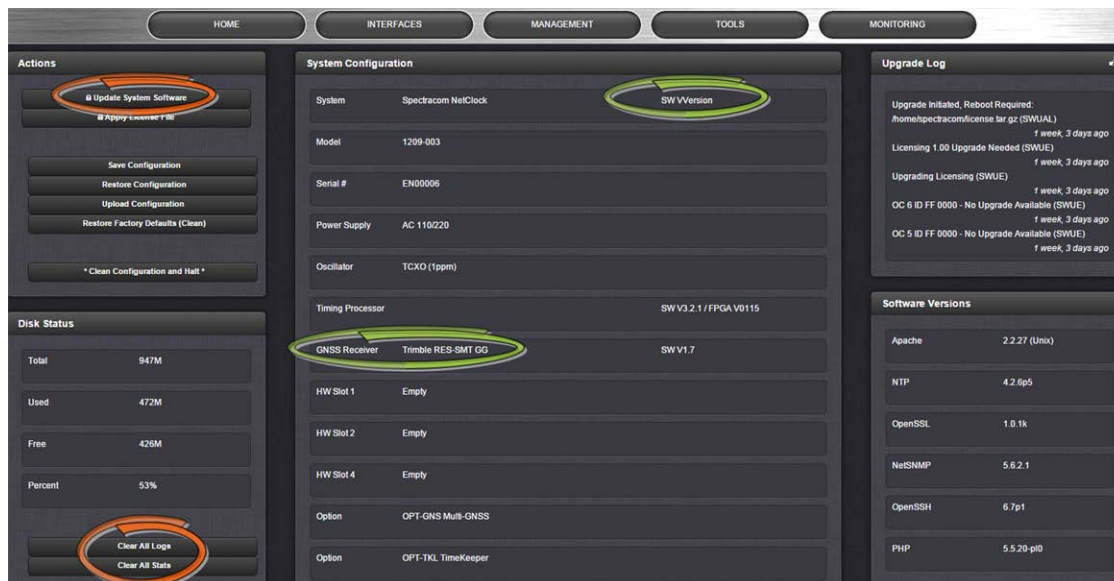 HOME INTERFACES MANAGEMENT TOOLS MONITORING
Actions
Update System Software
Apply License File
Save Configuration
Restore Configuration
Upload Configuration
Restore Factory Defaults (Clean)
* Clean Configuration and Halt *
Disk Status
Total 947M
Used 472M
Free 426M
Percent 53%
Clear All Logs
Clear All Stats
System Configuration
System Spectracom NetClock SW VVersion
Model 1209-003
Serial # EN00006
Power Supply AC 110/220
Oscillator TCXO (1ppm)
Timing Processor SW V3.2.1 / FPGA V0115
GNSS Receiver Trimble RES-SMT GG SW V1.7
HW Slot 1 Empty
HW Slot 2 Empty
HW Slot 4 Empty
Option OPT-GNS Multi-GNSS
Option OPT-TKL TimeKeeper
Upgrade Log
Upgrade Initiated, Reboot Required:
/home/spectracom/license.tar.gz (SWUAL)
1 week, 3 days ago
Licensing 1.00 Upgrade Needed (SWUE)
1 week, 3 days ago
Upgrading Licensing (SWUE)
1 week, 3 days ago
OC 6 ID FF 0000 - No Upgrade Available (SWUE)
1 week, 3 days ago
OC 5 ID FF 0000 - No Upgrade Available (SWUE)
1 week, 3 days ago
Software Versions
Apache 2.2.27 (Unix)
NTP 4.2.6p5
OpenSSL 1.0.1k
NetSNMP 5.6.2.1
OpenSSH 6.7p1
PHP 5.5.20-pl0